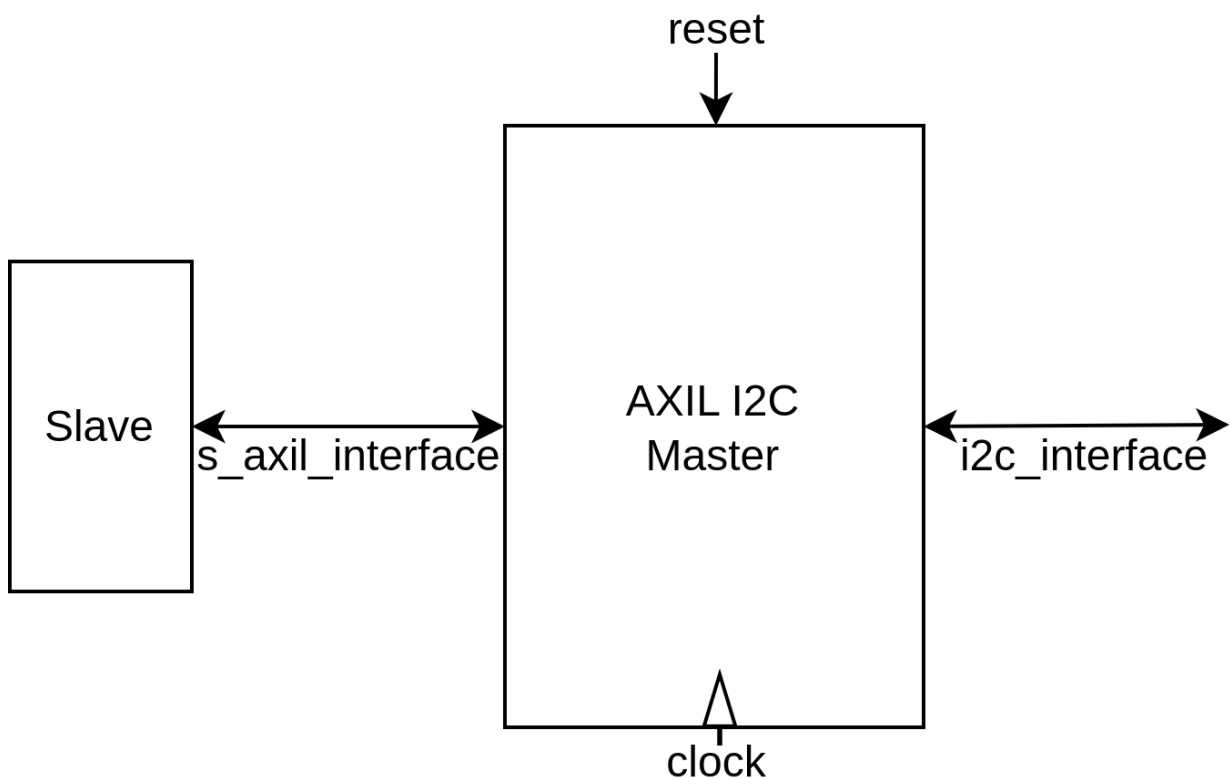 reset
Slave
s_axil_interface
AXIL I2C
Master
i2c_interface
clock